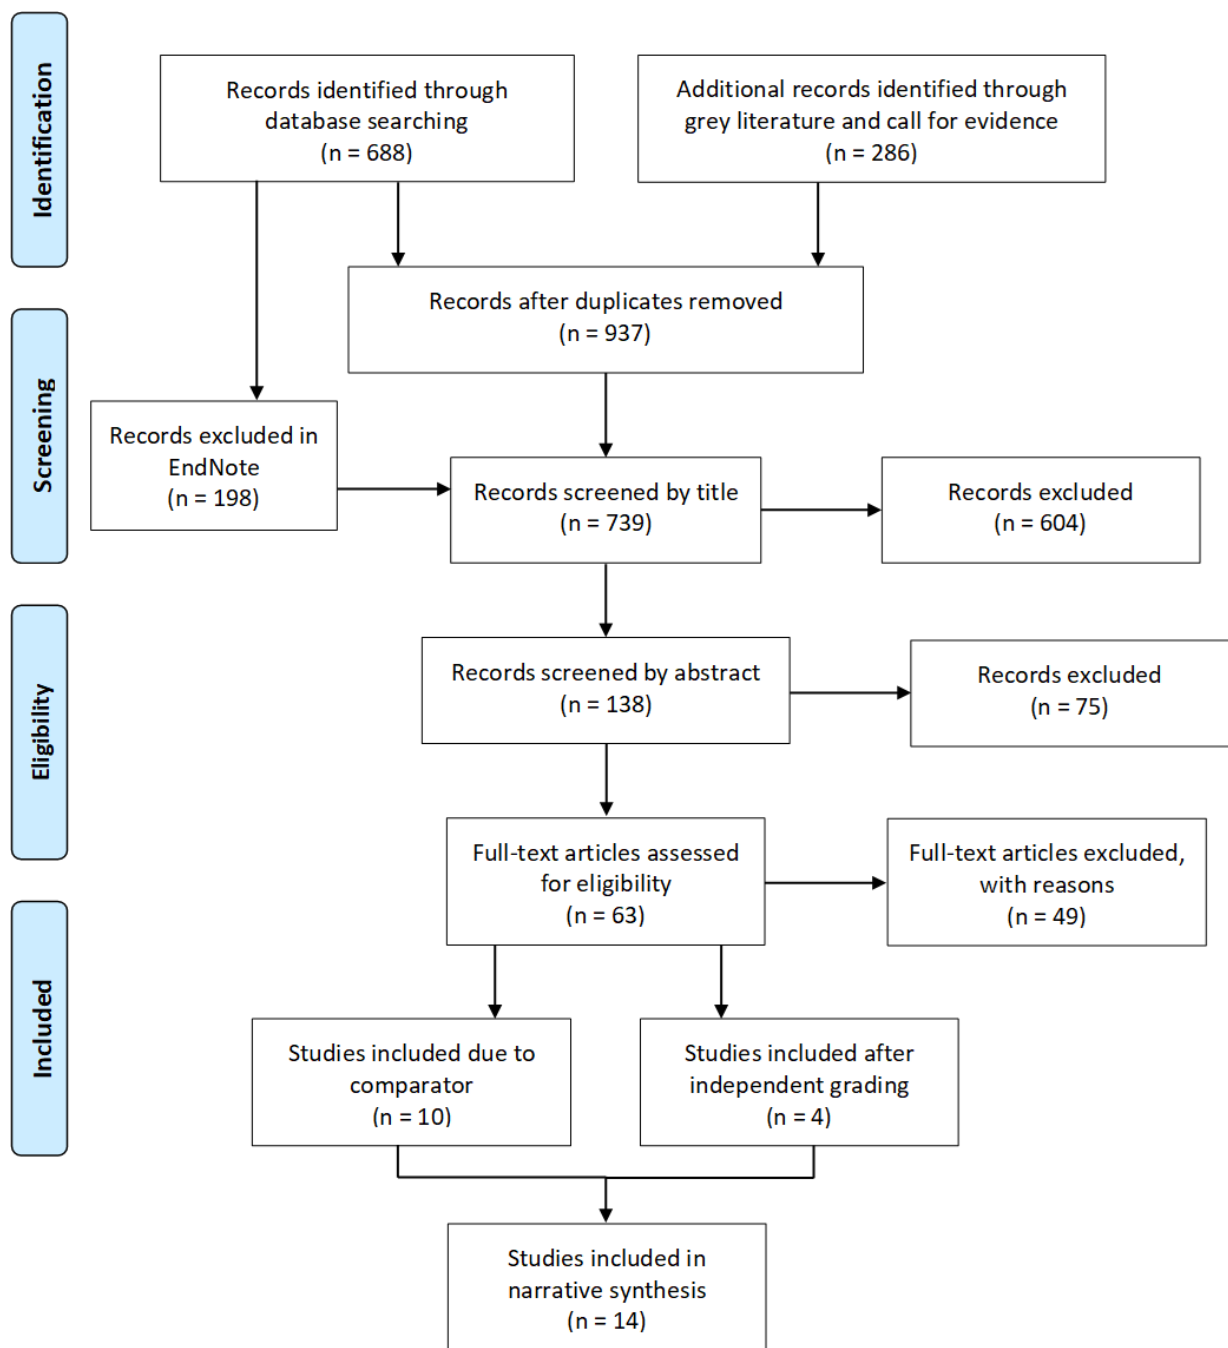 Identification
Records identified through
database searching
(n = 688)
Additional records identified through
grey literature and call for evidence
(n = 286)
Records after duplicates removed
(n = 937)
Screening
Records excluded in
EndNote
(n = 198)
Records screened by title
(n = 739)
Records excluded
(n = 604)
Eligibility
Records screened by abstract
(n = 138)
Records excluded
(n = 75)
Full-text articles assessed
for eligibility
(n = 63)
Full-text articles excluded,
with reasons
(n = 49)
Included
Studies included due to
comparator
(n = 10)
Studies included after
independent grading
(n = 4)
Studies included in
narrative synthesis
(n = 14)